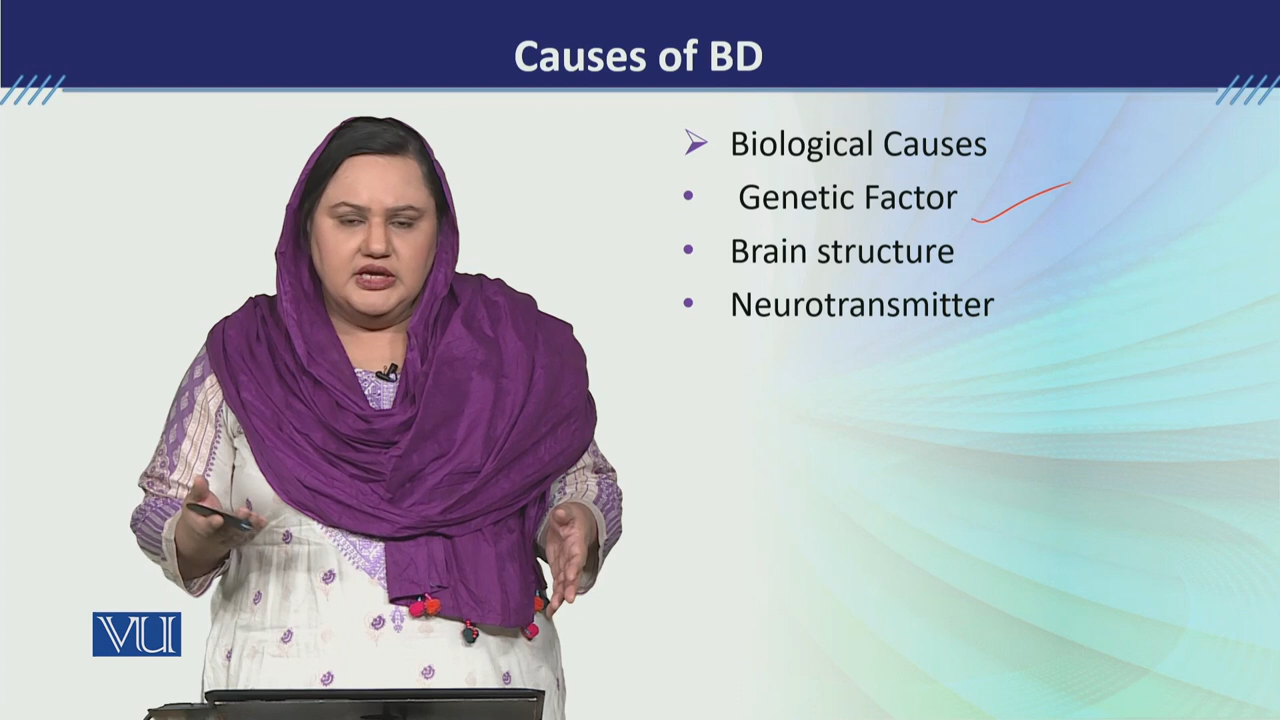 Causes of BD
Biological Causes
Genetic Factor
Brain structure
Neurotransmitter
VU